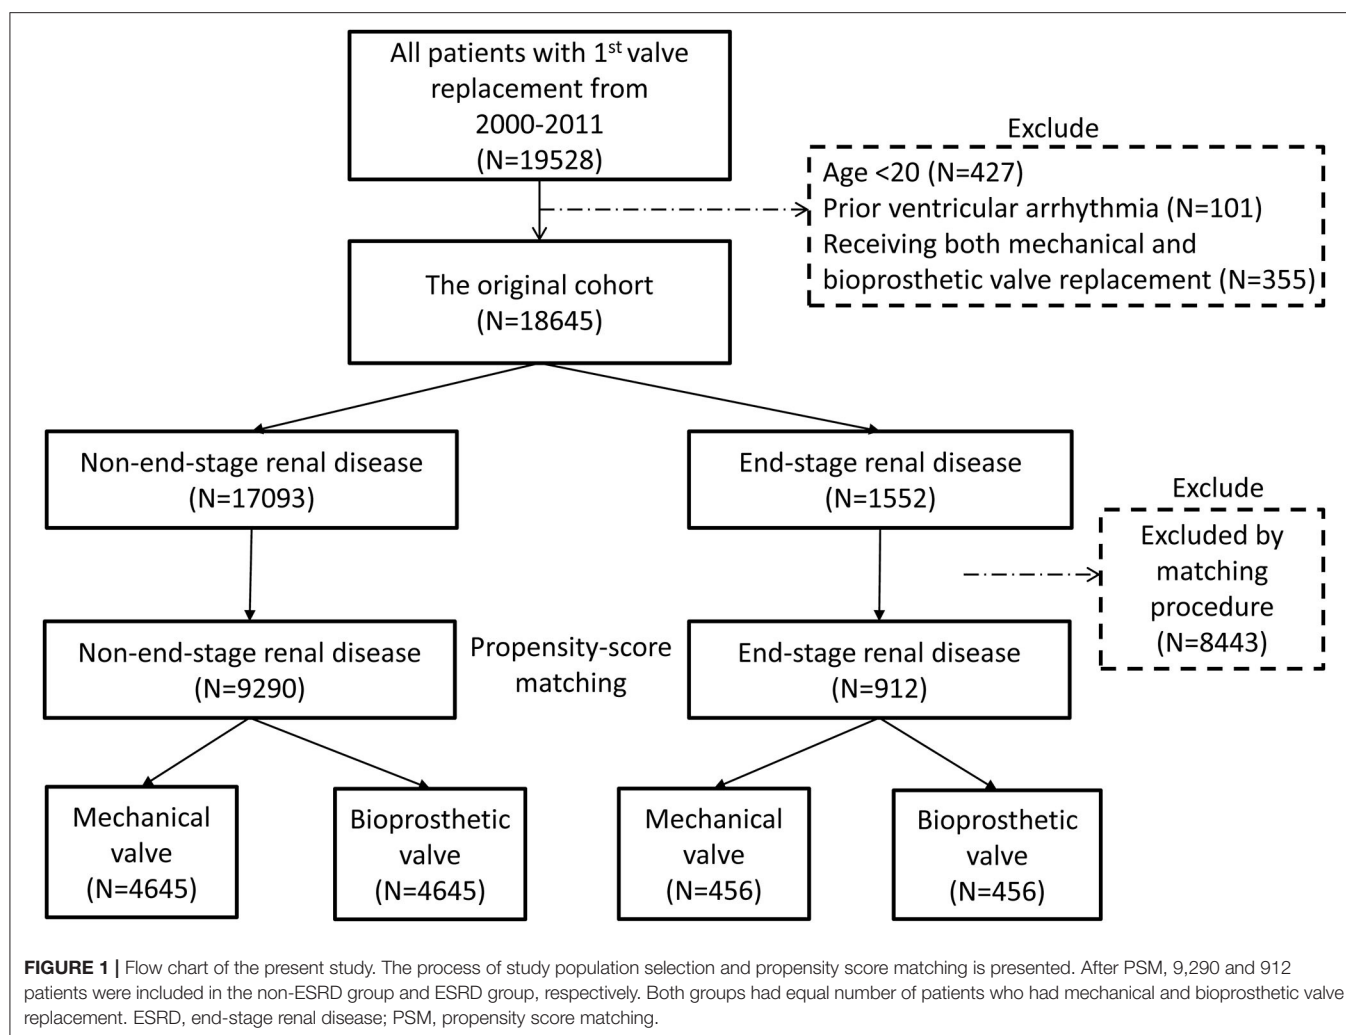 All patients with 1st valve
replacement from
2000-2011
(N=19528)
Exclude
Age <20 (N=427)
Prior ventricular arrhythmia (N=101)
Receiving both mechanical and
bioprosthetic valve replacement (N=355)
The original cohort
(N=18645)
Non-end-stage renal disease
(N=17093)
End-stage renal disease
(N=1552)
Exclude
Excluded by
matching
procedure
(N=8443)
Non-end-stage renal disease
(N=9290)
Propensity-score
matching
End-stage renal disease
(N=912)
Mechanical
valve
(N=4645)
Bioprosthetic
valve
(N=4645)
Mechanical
valve
(N=456)
Bioprosthetic
valve
(N=456)
FIGURE 1 | Flow chart of the present study. The process of study population selection and propensity score matching is presented. After PSM, 9,290 and 912
patients were included in the non-ESRD group and ESRD group, respectively. Both groups had equal number of patients who had mechanical and bioprosthetic valve
replacement. ESRD, end-stage renal disease; PSM, propensity score matching.